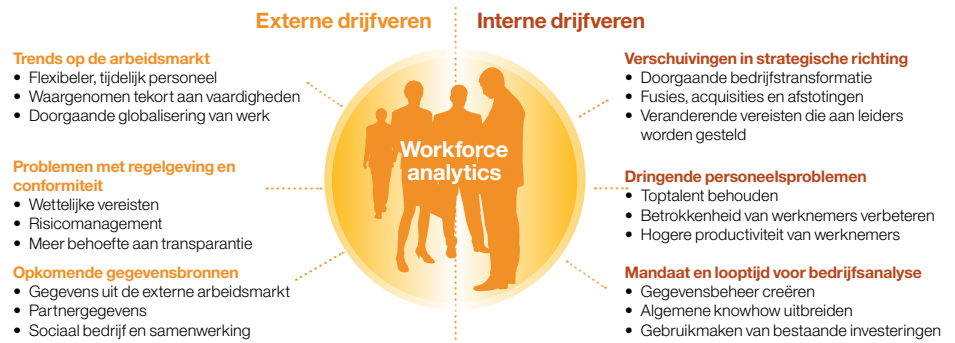 Externe drijfveren
Interne drijfveren
Trends op de arbeidsmarkt
• Flexibeler, tijdelijk personeel
• Waargenomen tekort aan vaardigheden
• Doorgaande globalisering van werk
Problemen met regelgeving en
conformiteit
• Wettelijke vereisten
• Risicomanagement
• Meer behoefte aan transparantie
Opkomende gegevensbronnen
• Gegevens uit de externe arbeidsmarkt
• Partnergegevens
• Sociaal bedrijf en samenwerking
Workforce
analytics
Verschuivingen in strategische richting
• Doorgaande bedrijfstransformatie
• Fusies, acquisities en afstotingen
• Veranderende vereisten die aan leiders
worden gesteld
Dringende personeelsproblemen
• Toptalent behouden
• Betrokkenheid van werknemers verbeteren
• Hogere productiviteit van werknemers
Mandaat en looptijd voor bedrijfsanalyse
• Gegevensbeheer creëren
• Algemene knowhow uitbreiden
• Gebruikmaken van bestaande investeringen